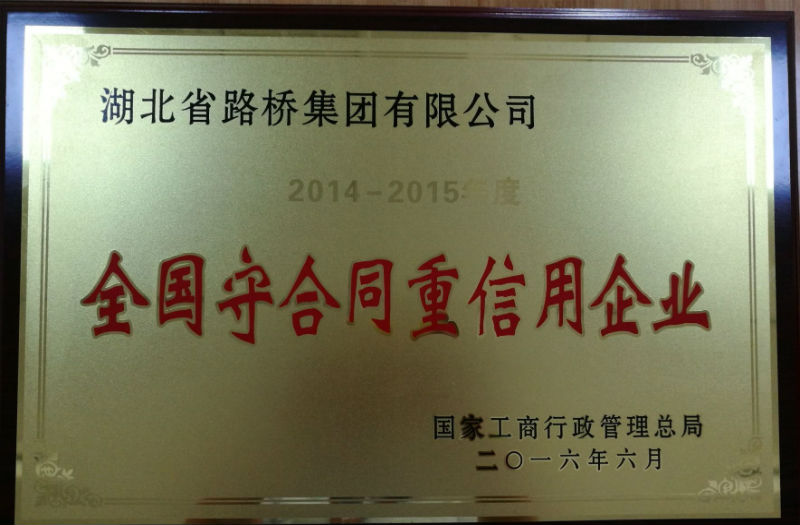 湖北省路桥集团有限公司
2014-2015年度
全国守合同重信用企业
国家工商行政管理总局
二〇一六年六月